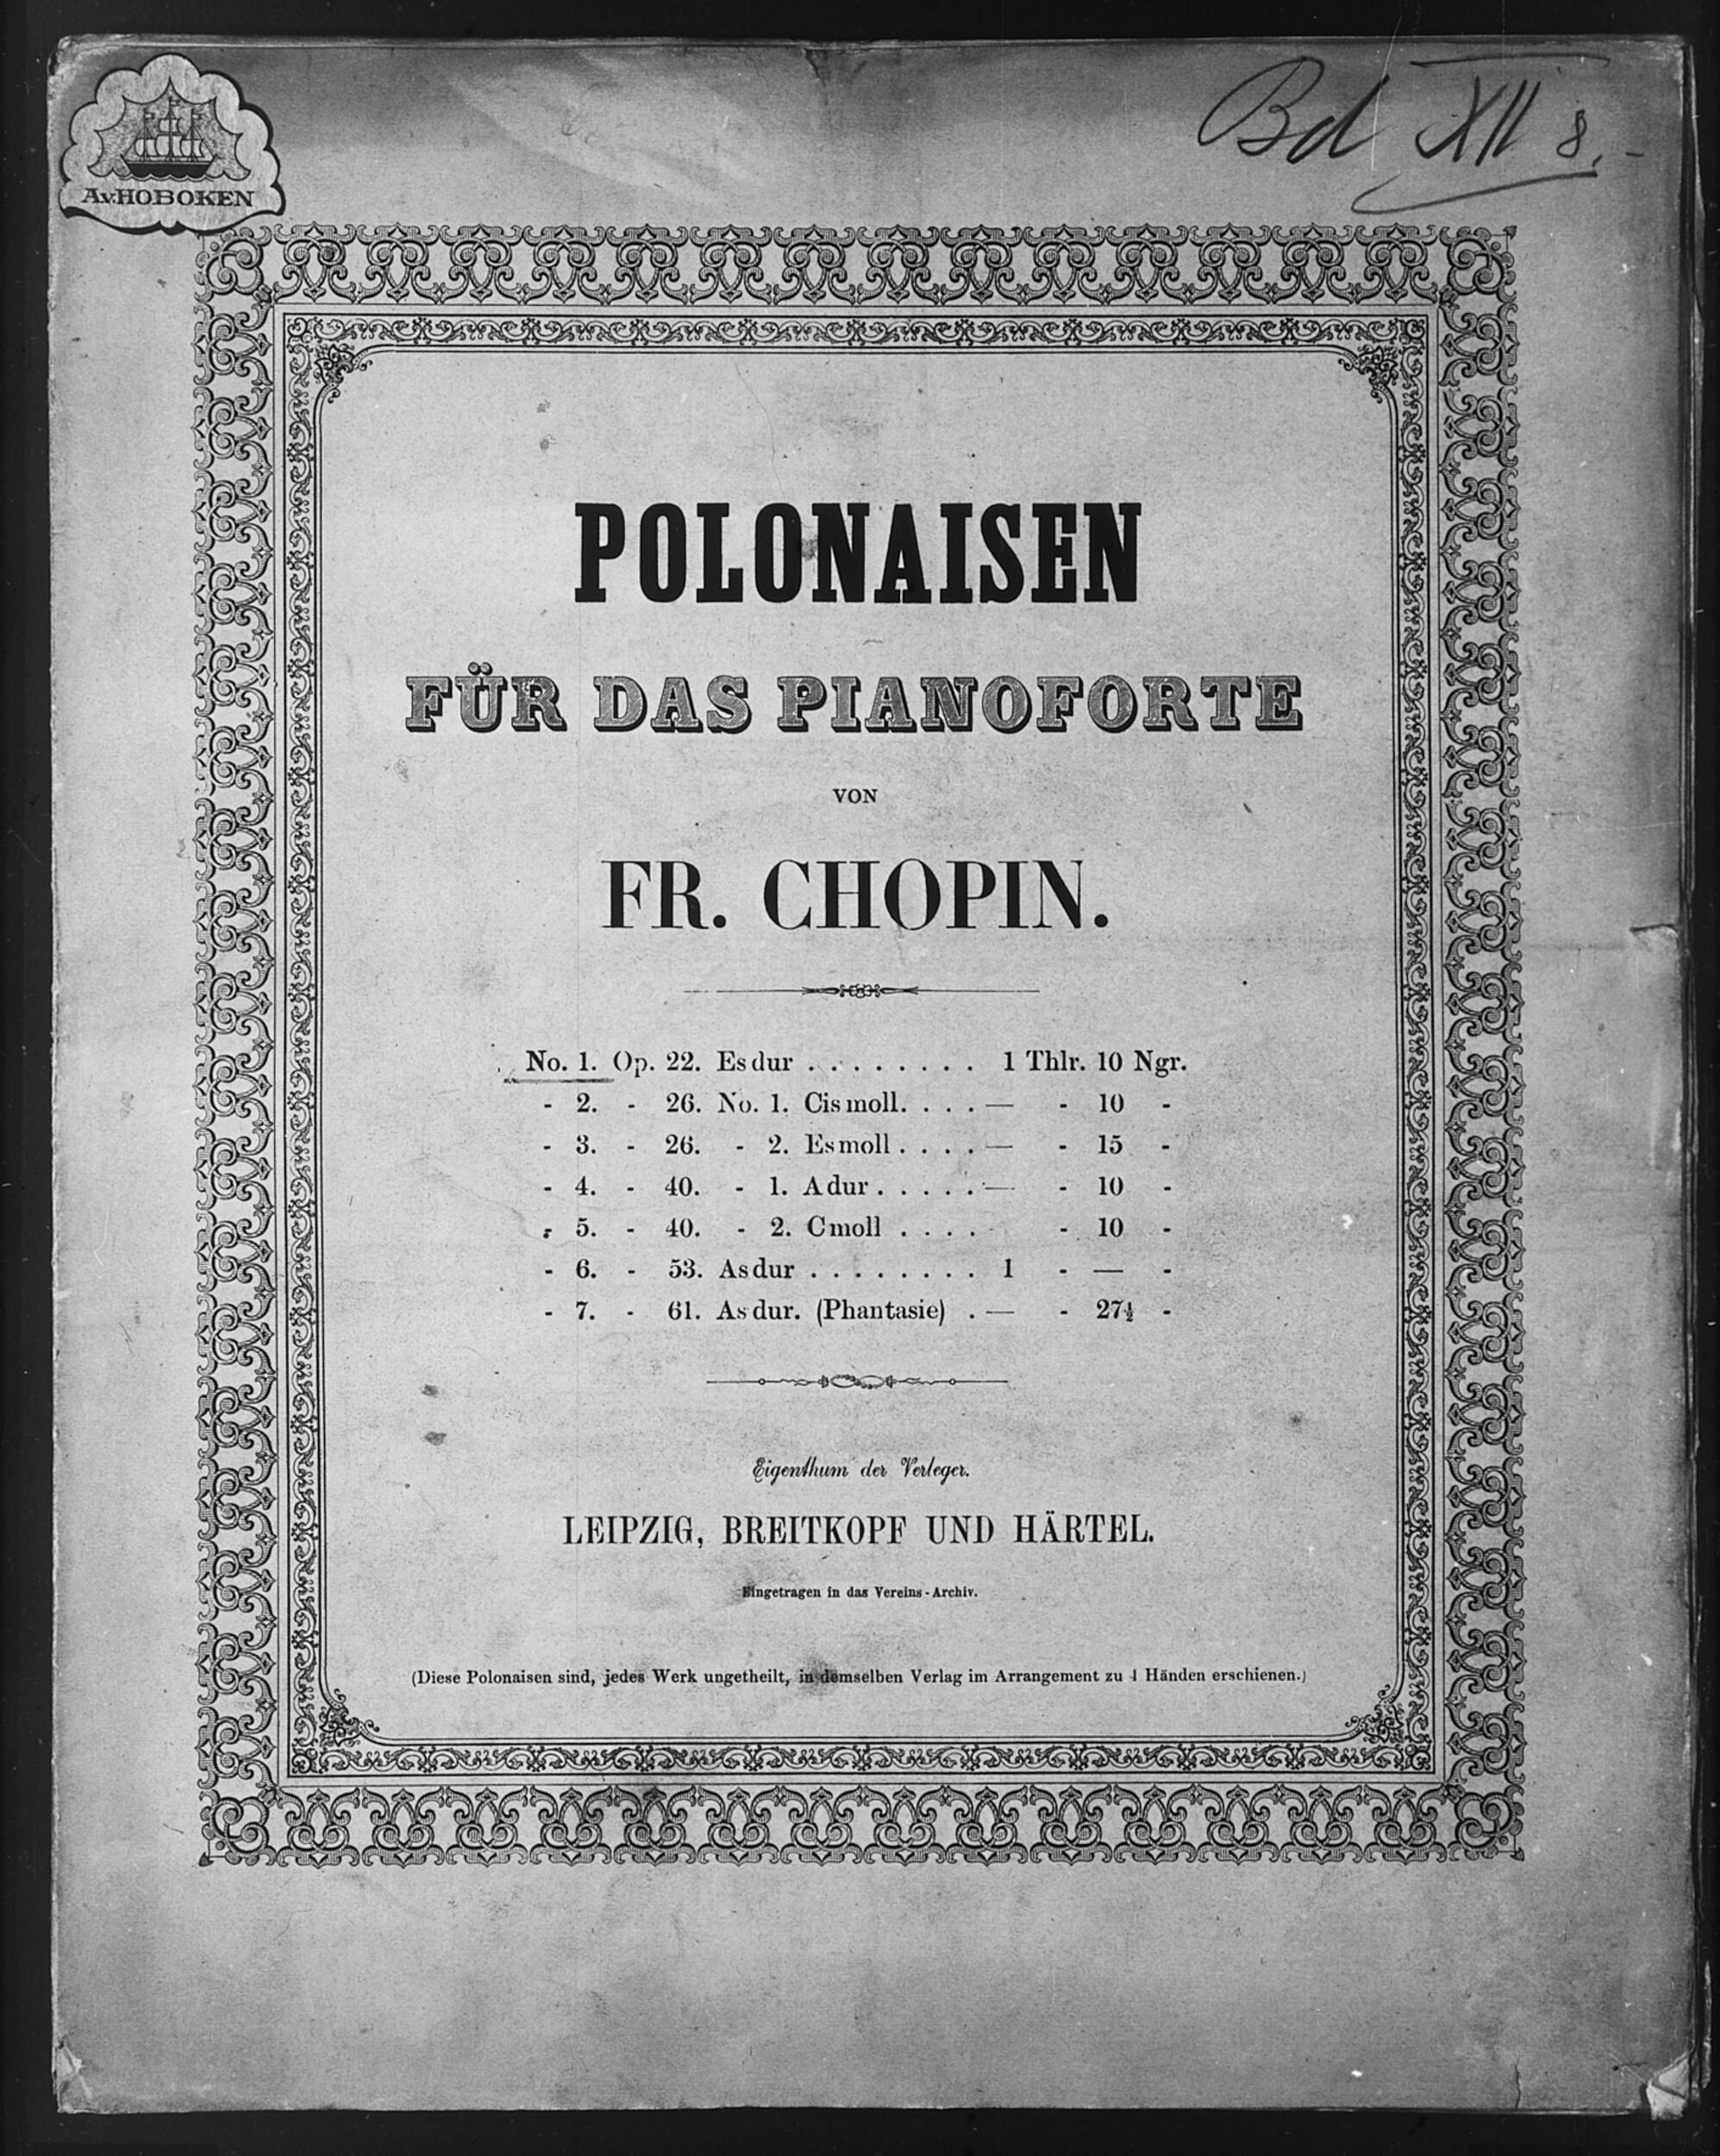 Bd XII 8.-
A.v.HOBOKEN
POLONAISEN
FÜR DAS PIANOFORTE
VON
FR. CHOPIN.
No. 1. Op. 22. Es dur . . . . . . . . 1 Thlr. 10 Ngr.
- 2. - 26. No. 1. Cis moll. . . . — - 10 -
- 3. - 26. - 2. Es moll . . . . — - 15 -
- 4. - 40. - 1. A dur . . . . . — - 10 -
- 5. - 40. - 2. C moll . . . . - 10 -
- 6. - 53. As dur . . . . . . . . 1 - — -
- 7. - 61. As dur. (Phantasie) . — - 27½ -
Eigenthum der Verleger.
LEIPZIG, BREITKOPF UND HÄRTEL.
Eingetragen in das Vereins-Archiv.
(Diese Polonaisen sind, jedes Werk ungetheilt, in demselben Verlag im Arrangement zu 4 Händen erschienen.)